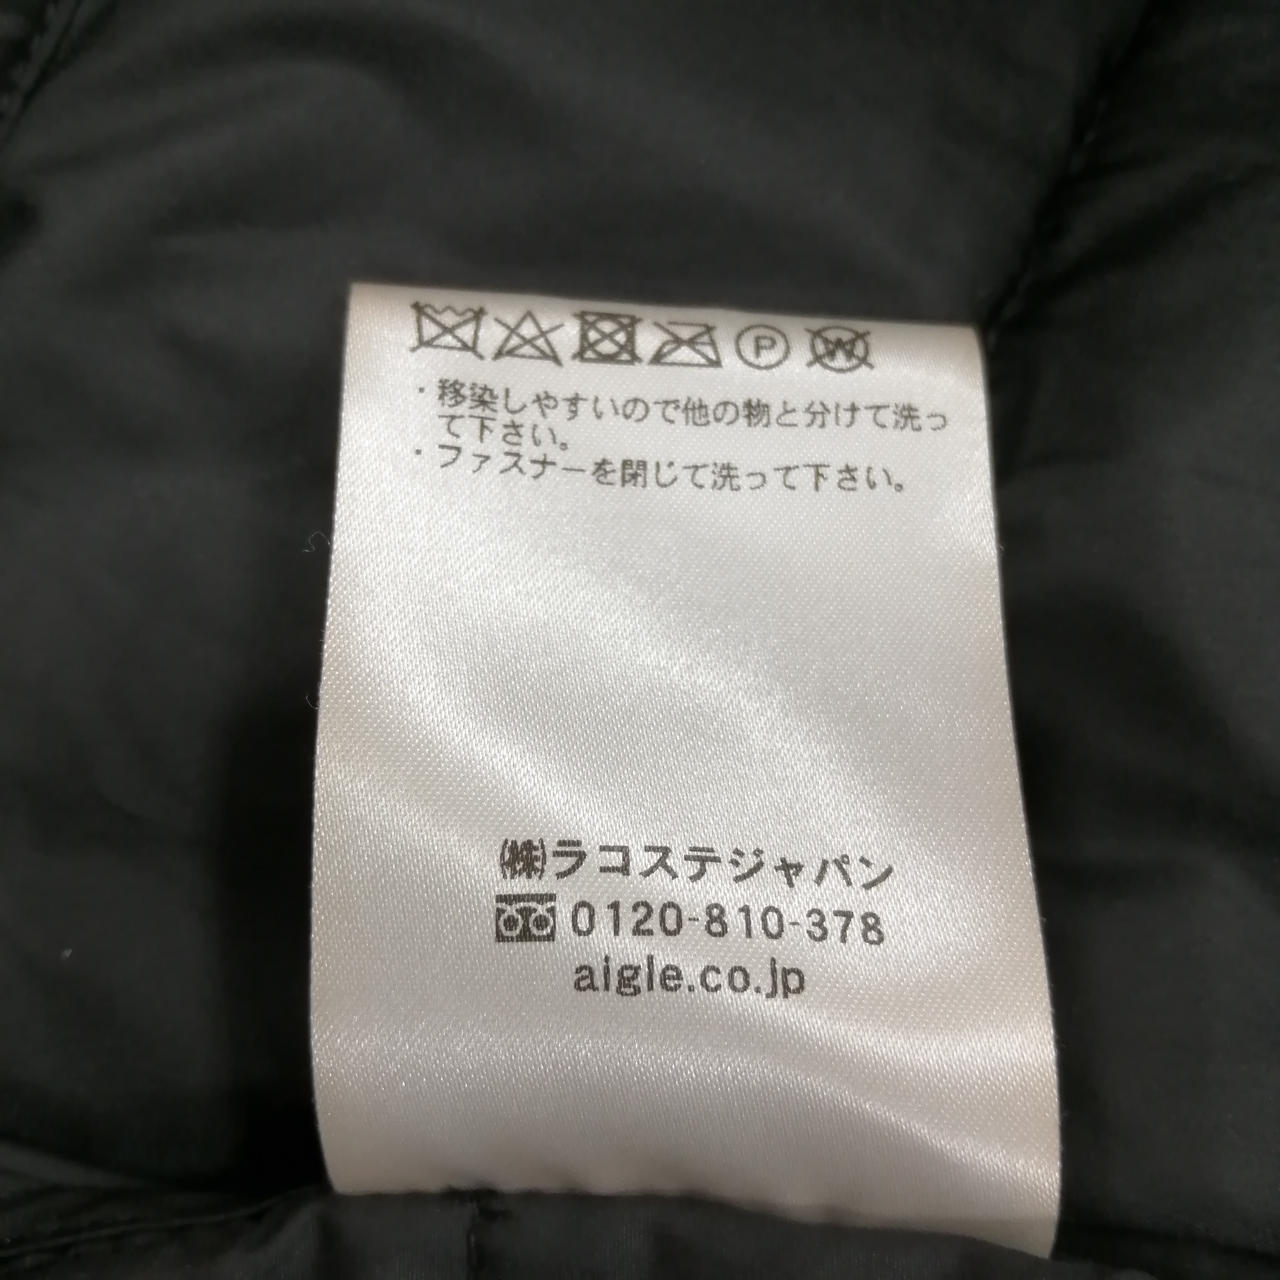 P W
・移染しやすいので他の物と分けて洗っ
て下さい。
・ファスナーを閉じて洗って下さい。
㈱ラコステジャパン
0120-810-378
aigle.co.jp